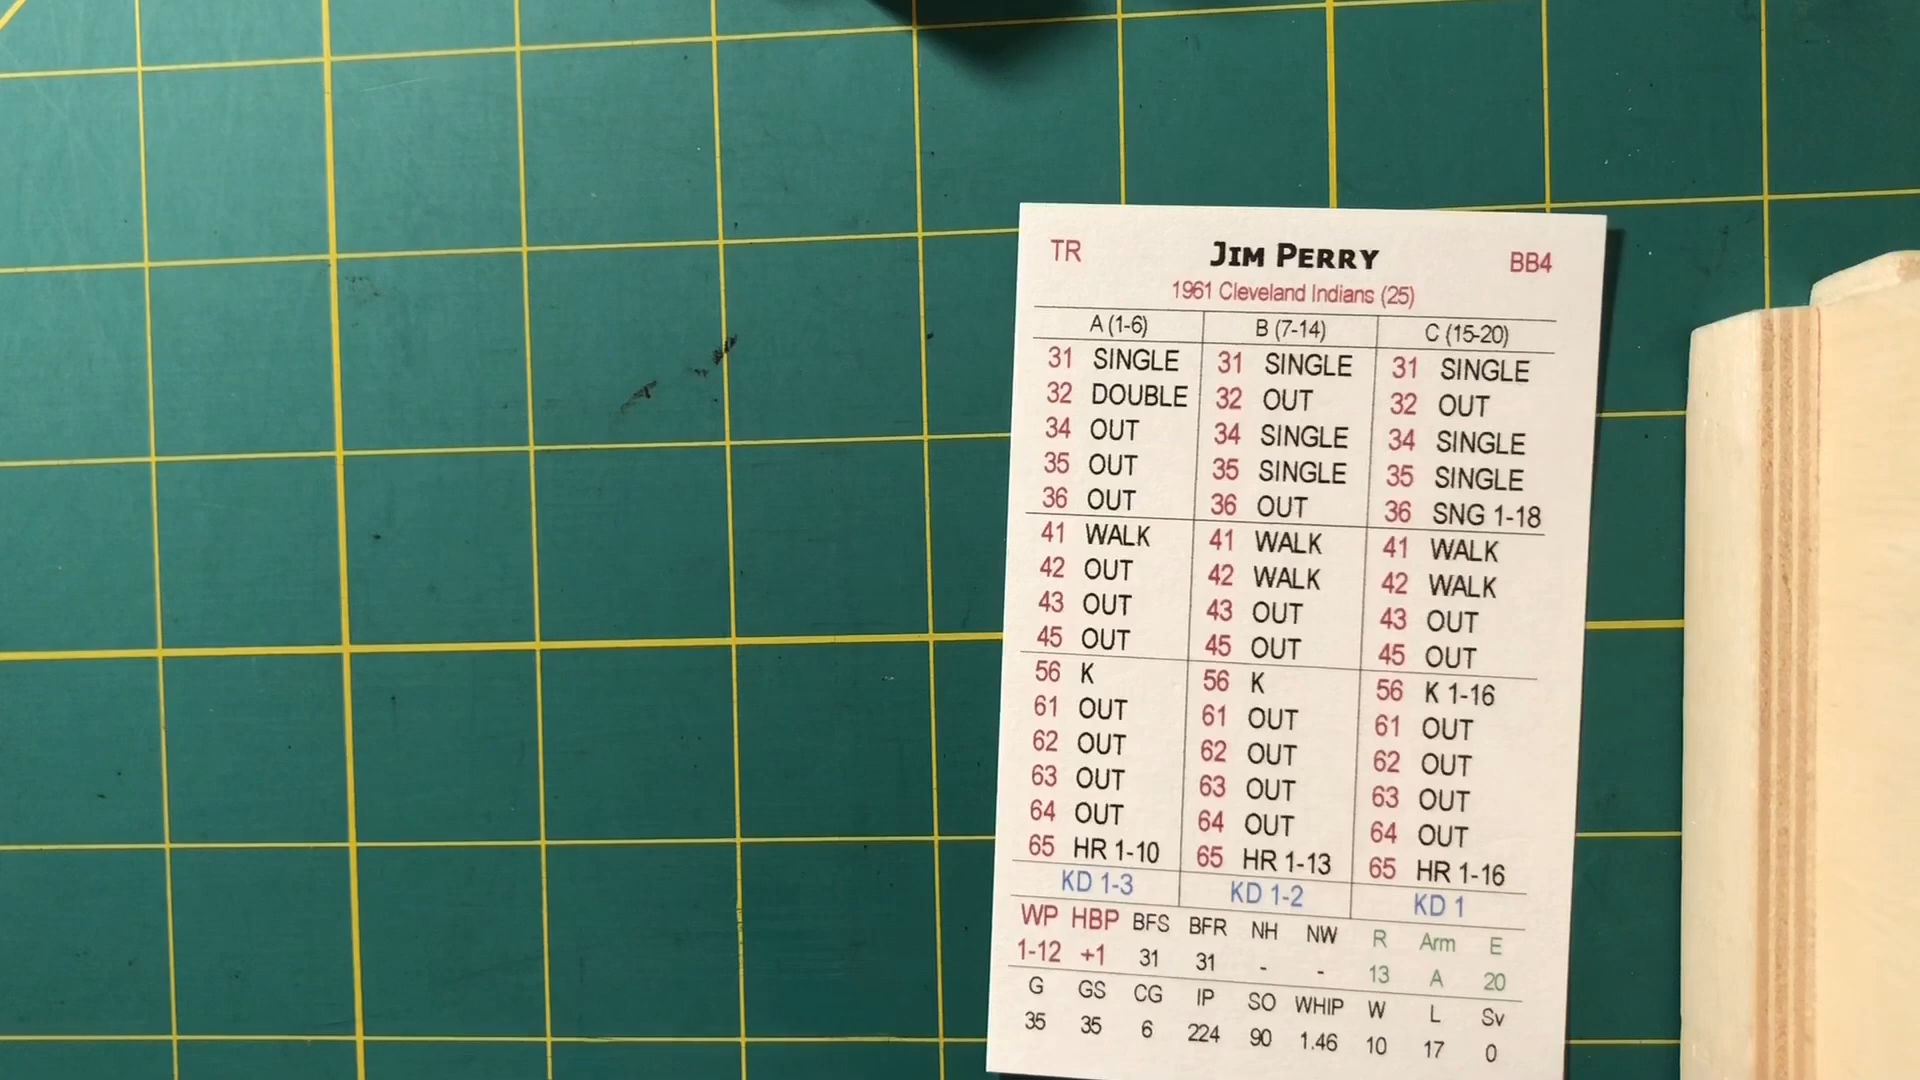 TR JIM PERRY BB4
1961 Cleveland Indians (25)
A (1-6) B (7-14) C (15-20)
31 SINGLE 31 SINGLE 31 SINGLE
32 DOUBLE 32 OUT 32 OUT
34 OUT 34 SINGLE 34 SINGLE
35 OUT 35 SINGLE 35 SINGLE
36 OUT 36 OUT 36 SNG 1-18
41 WALK 41 WALK 41 WALK
42 OUT 42 WALK 42 WALK
43 OUT 43 OUT 43 OUT
45 OUT 45 OUT 45 OUT
56 K 56 K 56 K 1-16
61 OUT 61 OUT 61 OUT
62 OUT 62 OUT 62 OUT
63 OUT 63 OUT 63 OUT
64 OUT 64 OUT 64 OUT
65 HR 1-10 65 HR 1-13 65 HR 1-16
KD 1-3 KD 1-2 KD 1
WP HBP BFS BFR NH NW R Arm E
1-12 +1 31 31 - - 13 A 20
G GS CG IP SO WHIP W L Sv
35 35 6 224 90 1.46 10 17 0